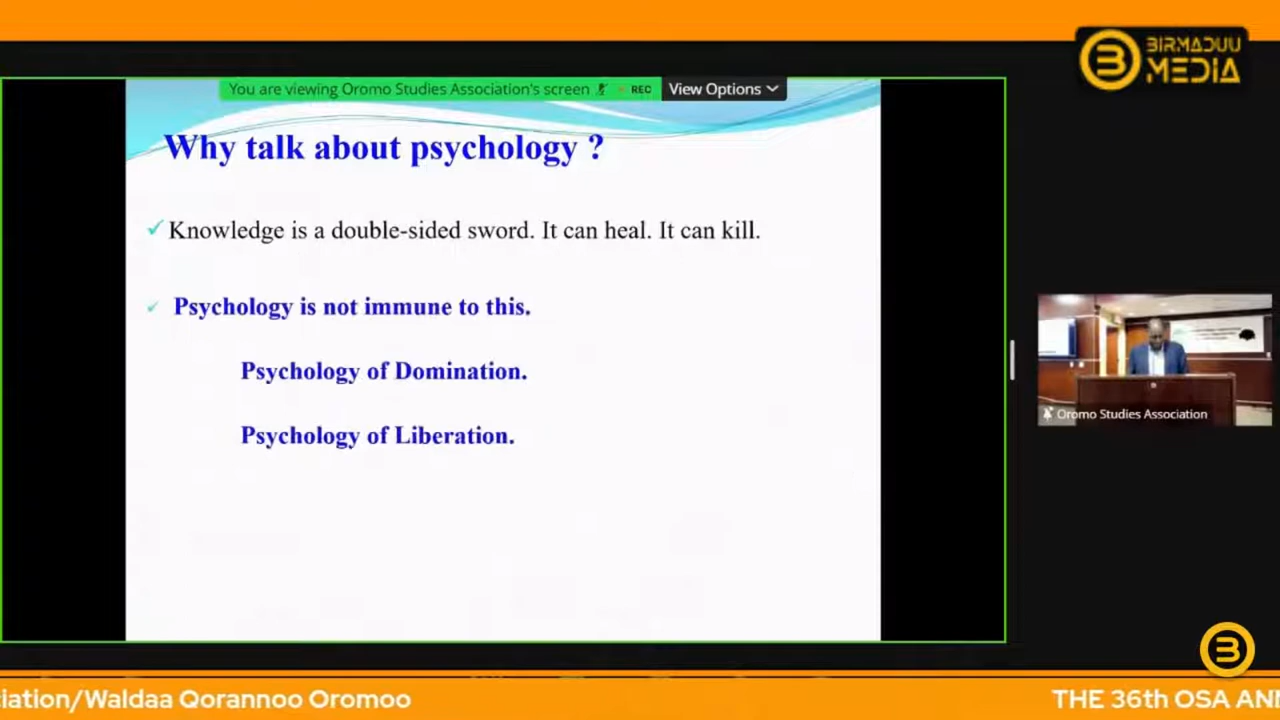 BIRMADUU
MEDIA
You are viewing Oromo Studies Association's screen
REC
View Options
Why talk about psychology ?
Knowledge is a double-sided sword. It can heal. It can kill.
Psychology is not immune to this.
Psychology of Domination.
Psychology of Liberation.
Oromo Studies Association
ciation/Waldaa Qorannoo Oromoo
THE 36th OSA ANN